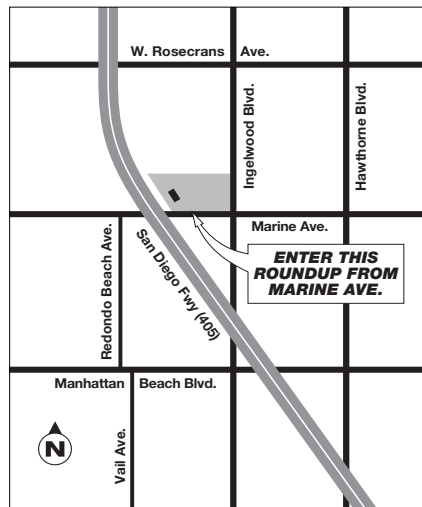 W. Rosecrans Ave.
Ingelwood Blvd.
Hawthorne Blvd.
Redondo Beach Ave.
San Diego Fwy (405)
Marine Ave.
ENTER THIS
ROUNDUP FROM
MARINE AVE.
Manhattan Beach Blvd.
Vail Ave.
N